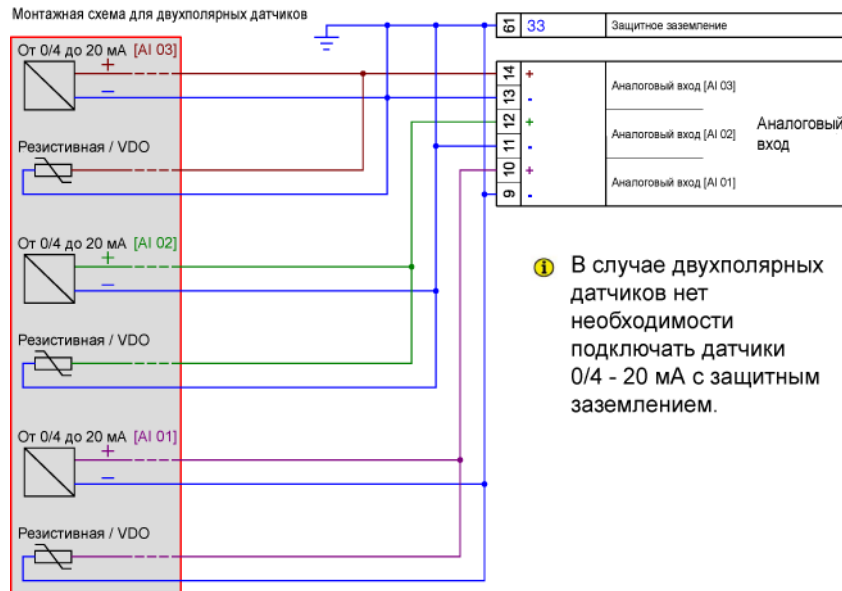 Монтажная схема для двухполярных датчиков
61 33 Защитное заземление
От 0/4 до 20 мА [AI 03]
+
–
Резистивная / VDO
14 +
13 -
12 +
11 -
10 +
9 -
Аналоговый вход [AI 03]
Аналоговый вход [AI 02]
Аналоговый вход [AI 01]
Аналоговый
вход
От 0/4 до 20 мА [AI 02]
+
–
Резистивная / VDO
От 0/4 до 20 мА [AI 01]
+
–
Резистивная / VDO
i
В случае двухполярных
датчиков нет
необходимости
подключать датчики
0/4 - 20 мА с защитным
заземлением.